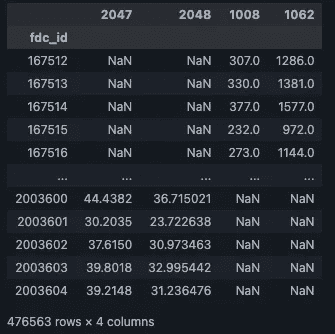 2047 2048 1008 1062
fdc_id
167512 NaN NaN 307.0 1286.0
167513 NaN NaN 330.0 1381.0
167514 NaN NaN 377.0 1577.0
167515 NaN NaN 232.0 972.0
167516 NaN NaN 273.0 1144.0
... ... ... ... ...
2003600 44.4382 36.715021 NaN NaN
2003601 30.2035 23.722638 NaN NaN
2003602 37.6150 30.973463 NaN NaN
2003603 39.8018 32.995442 NaN NaN
2003604 39.2148 31.236476 NaN NaN
476563 rows × 4 columns